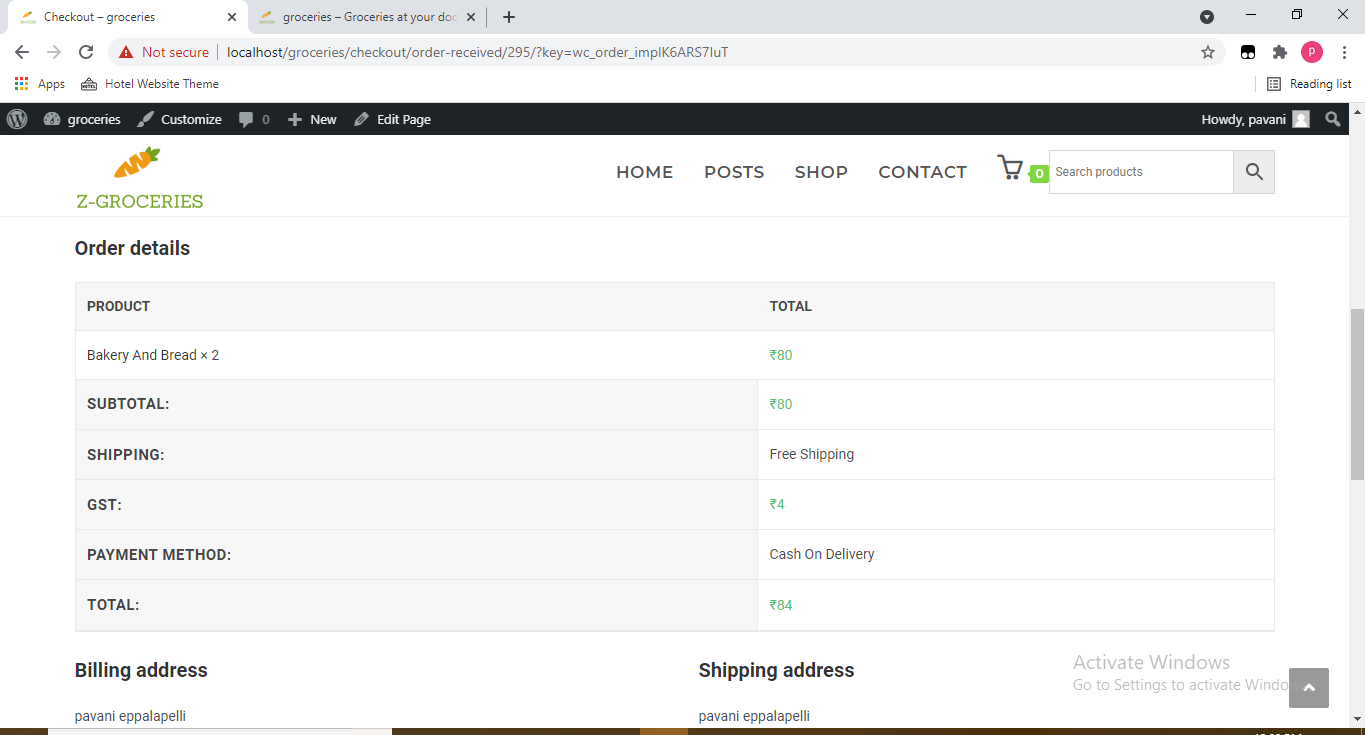 Checkout – groceries
groceries – Groceries at your doo
Not secure localhost/groceries/checkout/order-received/295/?key=wc_order_impIK6ARS7IuT P
Apps Hotel Website Theme Reading list
groceries Customize 0 New Edit Page Howdy, pavani
Z-GROCERIES
HOME POSTS SHOP CONTACT 0 Search products
Order details
PRODUCT TOTAL
Bakery And Bread × 2 ₹80
SUBTOTAL: ₹80
SHIPPING: Free Shipping
GST: ₹4
PAYMENT METHOD: Cash On Delivery
TOTAL: ₹84
Billing address Shipping address
Activate Windows
Go to Settings to activate Windows
pavani eppalapelli pavani eppalapelli